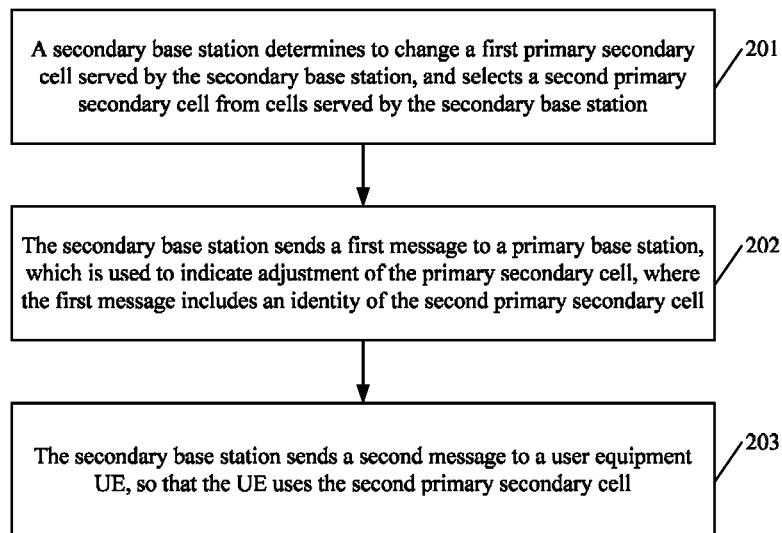 A secondary base station determines to change a first primary secondary
cell served by the secondary base station, and selects a second primary
secondary cell from cells served by the secondary base station
201
The secondary base station sends a first message to a primary base station,
which is used to indicate adjustment of the primary secondary cell, where
the first message includes an identity of the second primary secondary cell
202
The secondary base station sends a second message to a user equipment
UE, so that the UE uses the second primary secondary cell
203